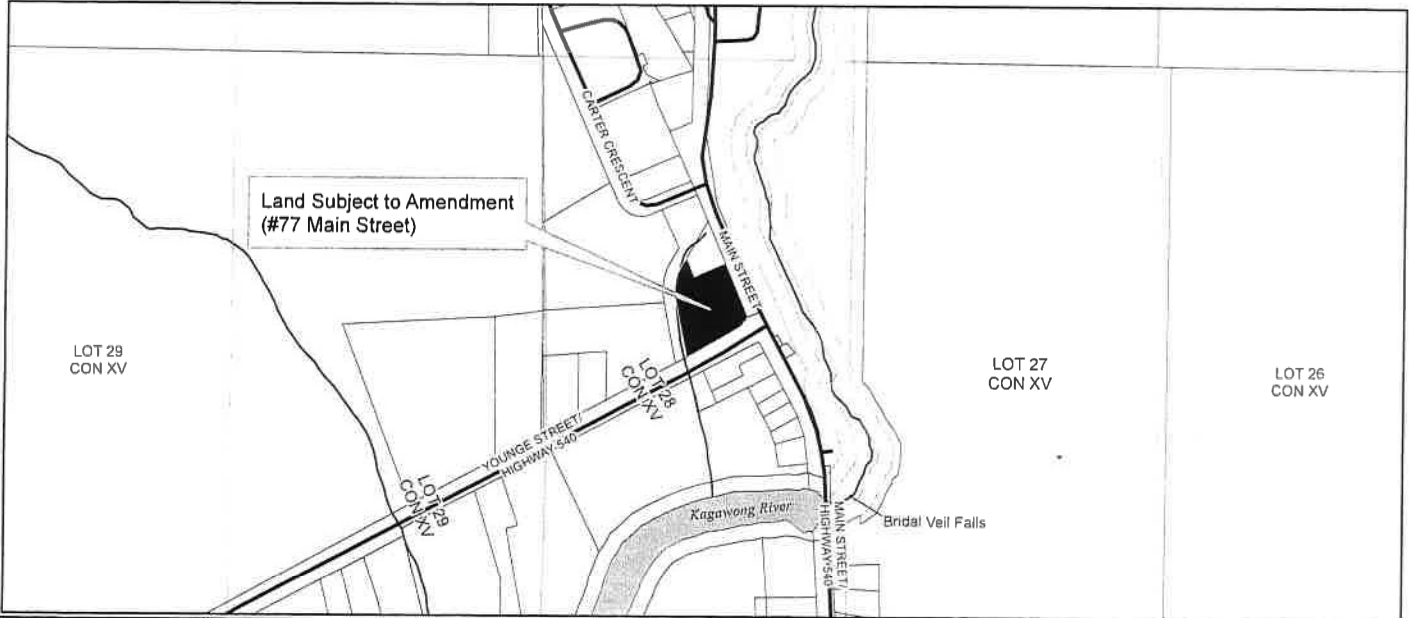 CARTER CRESCENT
Land Subject to Amendment
(#77 Main Street)
MAIN STREET
LOT 29
CON XV
LOT 28
CON XV
LOT 27
CON XV
LOT 26
CON XV
YOUNGE STREET/
HIGHWAY 540
LOT 29
CON XV
Kagawong River
MAIN STREET/
HIGHWAY 540
Bridal Veil Falls